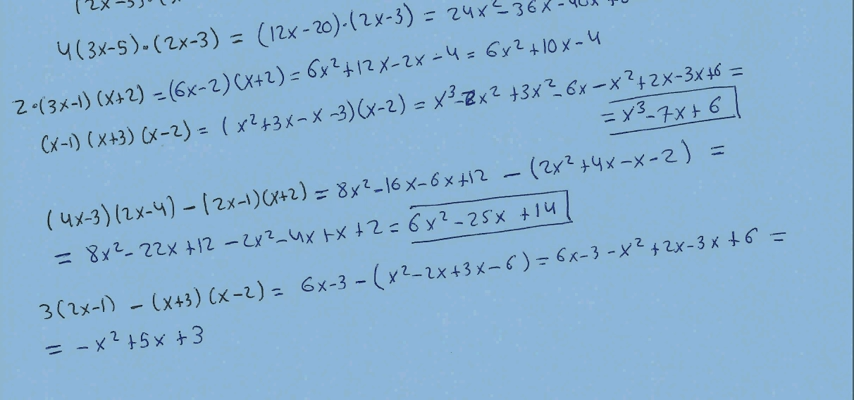 4(3x-5)·(2x-3) = (12x-20)·(2x-3) = 24x² - 36x - 40x
2·(3x-1)(x+2) = (6x-2)(x+2) = 6x² + 12x - 2x - 4 = 6x² + 10x - 4
(x-1)(x+3)(x-2) = (x² + 3x - x - 3)(x-2) = x³ - 2x² + 3x² - 6x - x² + 2x - 3x + 6 =
= x³ - 7x + 6
(4x-3)(2x-4) - (2x-1)(x+2) = 8x² - 16x - 6x + 12 - (2x² + 4x - x - 2) =
= 8x² - 22x + 12 - 2x² - 4x + x + 2 = 6x² - 25x + 14
3(2x-1) - (x+3)(x-2) = 6x - 3 - (x² - 2x + 3x - 6) = 6x - 3 - x² + 2x - 3x + 6 =
= -x² + 5x + 3